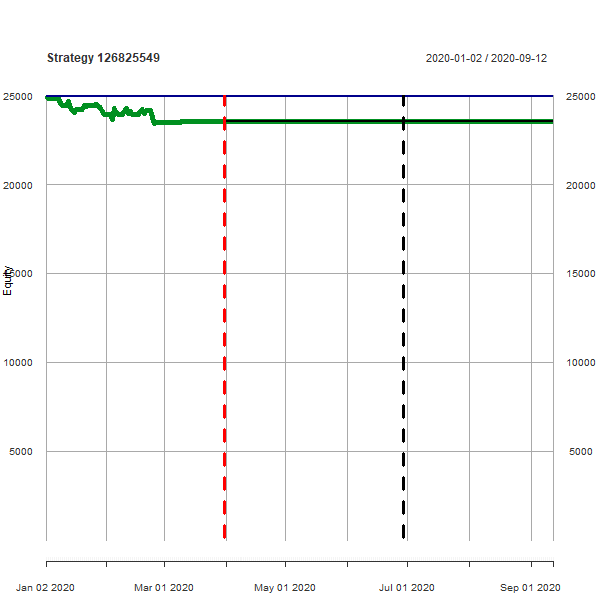 Strategy 126825549 2020-01-02 / 2020-09-12
25000 25000
20000 20000
15000 15000
Equity
10000 10000
5000 5000
Jan 02 2020 Mar 01 2020 May 01 2020 Jul 01 2020 Sep 01 2020